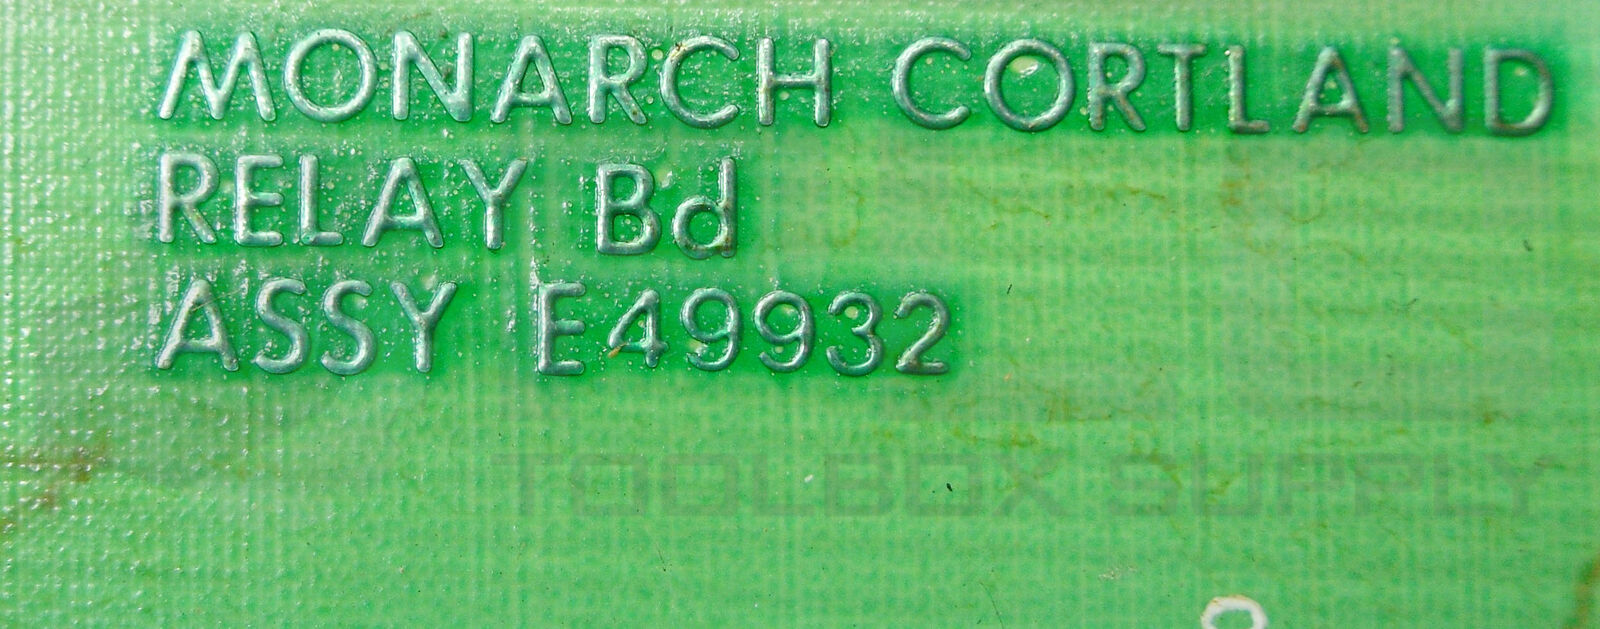 MONARCH CORTLAND
RELAY Bd
ASSY E49932
TOOLBOX SUPPLY